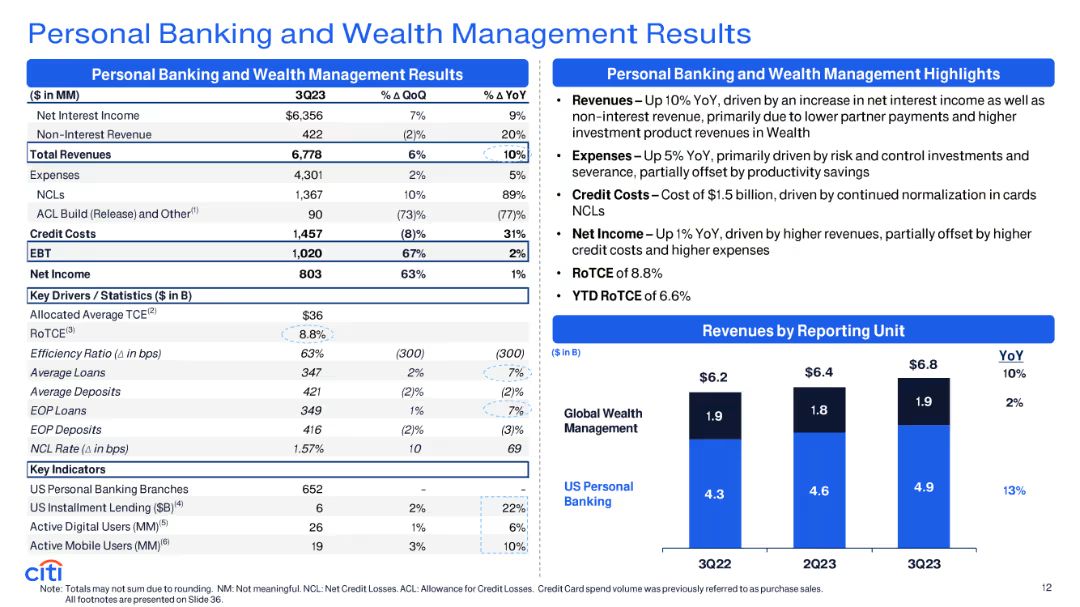 Personal Banking and Wealth Management Results
Personal Banking and Wealth Management Results
($ in MM) 3Q23 % Δ QoQ % Δ YoY
Net Interest Income $6,356 7% 9%
Non-Interest Revenue 422 (2)% 20%
Total Revenues 6,778 6% 10%
Expenses 4,301 2% 5%
NCLs 1,367 10% 89%
ACL Build (Release) and Other(1) 90 (73)% (77)%
Credit Costs 1,457 (8)% 31%
EBT 1,020 67% 2%
Net Income 803 63% 1%
Key Drivers / Statistics ($ in B)
Allocated Average TCE(2) $36
RoTCE(3) 8.8%
Efficiency Ratio (Δ in bps) 63% (300) (300)
Average Loans 347 2% 7%
Average Deposits 421 (2)% (2)%
EOP Loans 349 1% 7%
EOP Deposits 416 (2)% (3)%
NCL Rate (Δ in bps) 1.57% 10 69
Key Indicators
US Personal Banking Branches 652 – –
US Installment Lending ($B)(4) 6 2% 22%
Active Digital Users (MM)(5) 26 1% 6%
Active Mobile Users (MM)(6) 19 3% 10%
Personal Banking and Wealth Management Highlights
• Revenues – Up 10% YoY, driven by an increase in net interest income as well as
non-interest revenue, primarily due to lower partner payments and higher
investment product revenues in Wealth
• Expenses – Up 5% YoY, primarily driven by risk and control investments and
severance, partially offset by productivity savings
• Credit Costs – Cost of $1.5 billion, driven by continued normalization in cards
NCLs
• Net Income – Up 1% YoY, driven by higher revenues, partially offset by higher
credit costs and higher expenses
• RoTCE of 8.8%
• YTD RoTCE of 6.6%
Revenues by Reporting Unit
($ in B)
YoY
$6.2 $6.4 $6.8 10%
Global Wealth
Management
1.9 1.8 1.9 2%
US Personal
Banking
4.3 4.6 4.9 13%
3Q22 2Q23 3Q23
citi
Note: Totals may not sum due to rounding. NM: Not meaningful. NCL: Net Credit Losses. ACL: Allowance for Credit Losses. Credit Card spend volume was previously referred to as purchase sales.
All footnotes are presented on Slide 36.
12